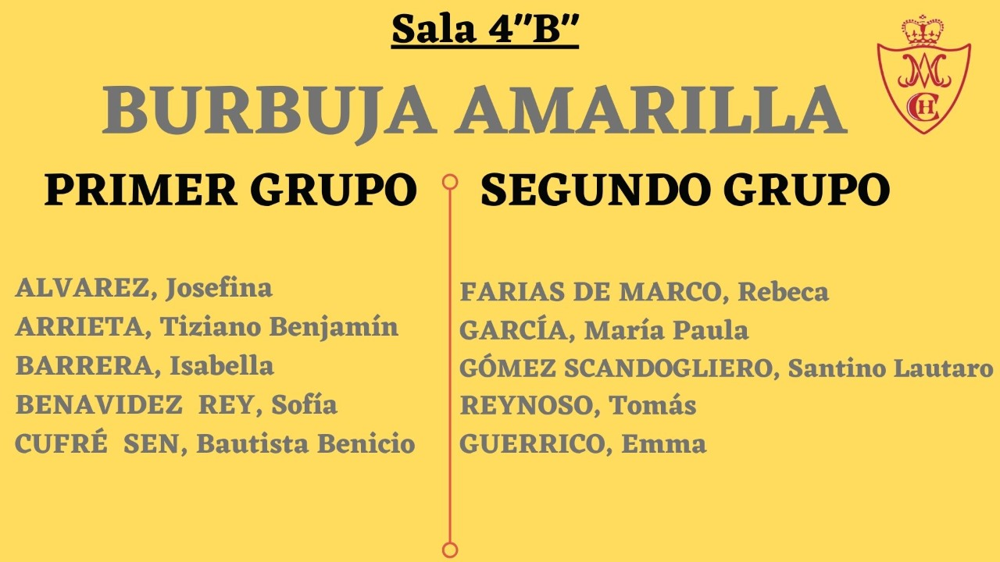 Sala 4"B"
BURBUJA AMARILLA
PRIMER GRUPO
ALVAREZ, Josefina
ARRIETA, Tiziano Benjamín
BARRERA, Isabella
BENAVIDEZ  REY, Sofía
CUFRÉ  SEN, Bautista Benicio
SEGUNDO GRUPO
FARIAS DE MARCO, Rebeca
GARCÍA, María Paula
GÓMEZ SCANDOGLIERO, Santino Lautaro
REYNOSO, Tomás
GUERRICO, Emma